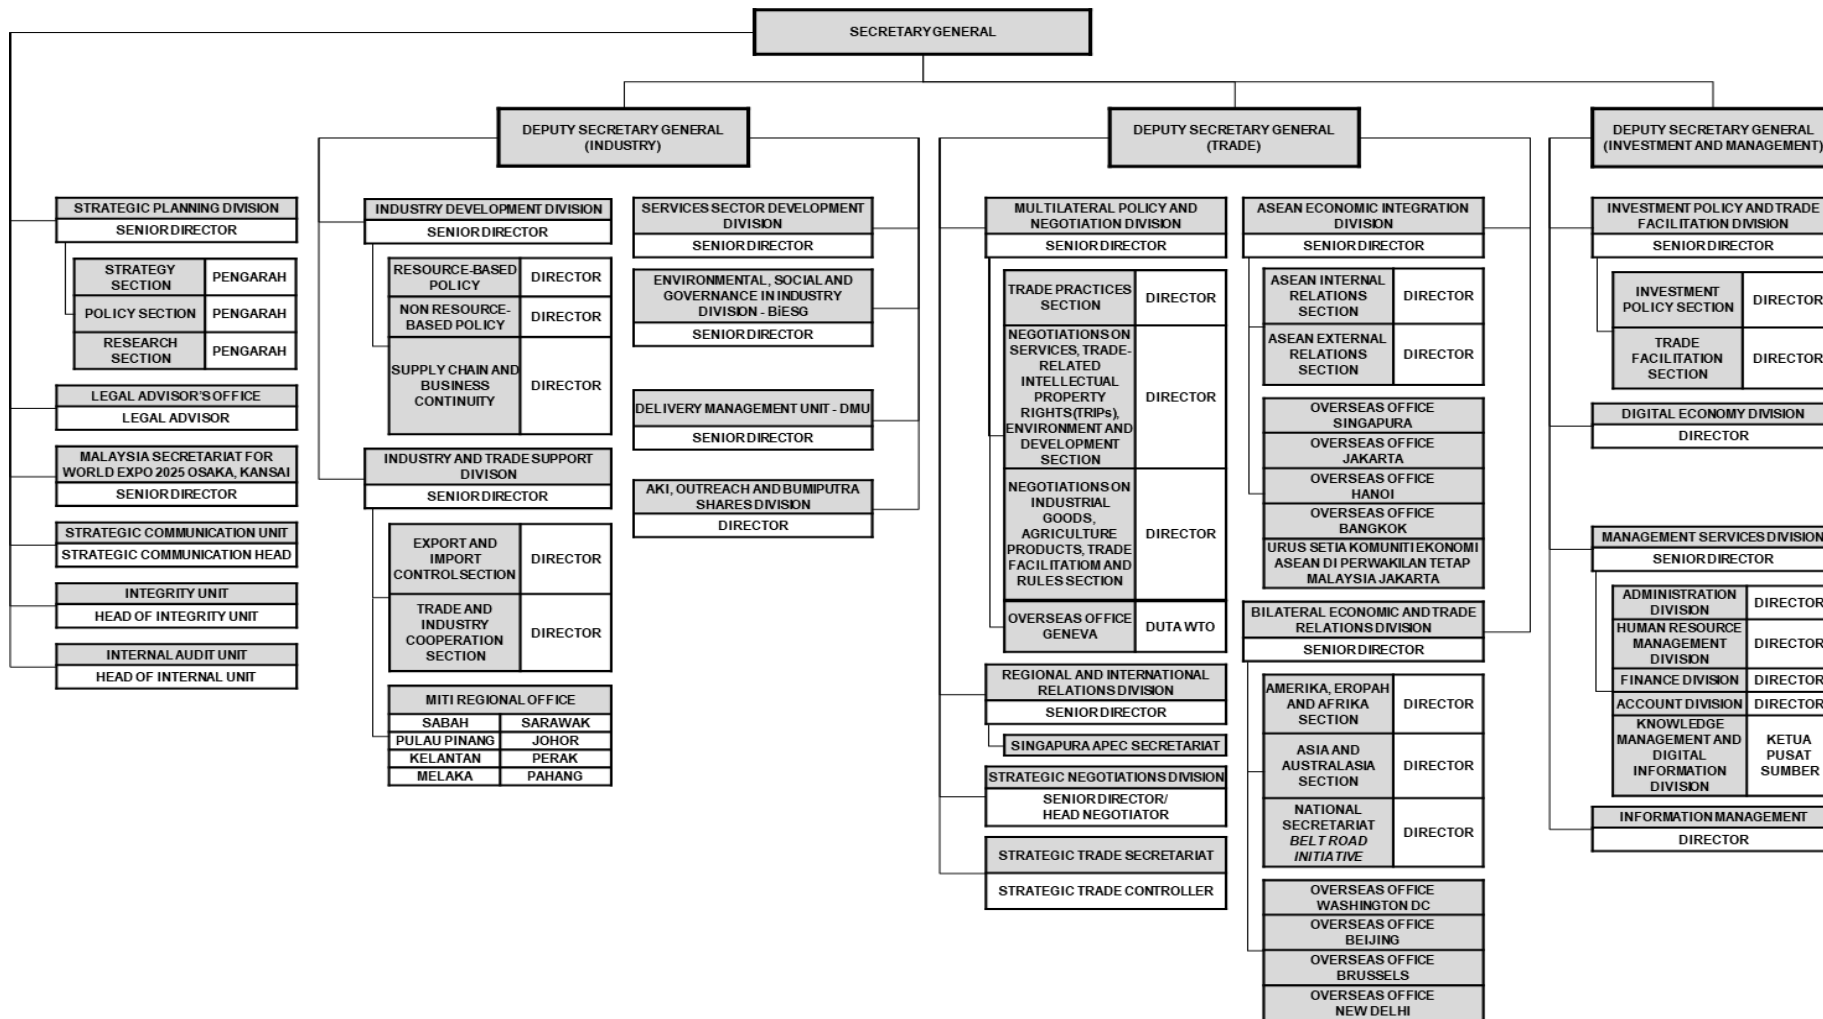 SECRETARY GENERAL
DEPUTY SECRETARY GENERAL
(INDUSTRY)
DEPUTY SECRETARY GENERAL
(TRADE)
DEPUTY SECRETARY GENERAL
(INVESTMENT AND MANAGEMENT)
STRATEGIC PLANNING DIVISION
SENIOR DIRECTOR
STRATEGY
SECTION
PENGARAH
POLICY SECTION
PENGARAH
RESEARCH
SECTION
PENGARAH
LEGAL ADVISOR'S OFFICE
LEGAL ADVISOR
MALAYSIA SECRETARIAT FOR
WORLD EXPO 2025 OSAKA, KANSAI
SENIOR DIRECTOR
STRATEGIC COMMUNICATION UNIT
STRATEGIC COMMUNICATION HEAD
INTEGRITY UNIT
HEAD OF INTEGRITY UNIT
INTERNAL AUDIT UNIT
HEAD OF INTERNAL UNIT
INDUSTRY DEVELOPMENT DIVISION
SENIOR DIRECTOR
RESOURCE-BASED
POLICY
DIRECTOR
NON RESOURCE-
BASED POLICY
DIRECTOR
SUPPLY CHAIN AND
BUSINESS
CONTINUITY
DIRECTOR
INDUSTRY AND TRADE SUPPORT
DIVISON
SENIOR DIRECTOR
EXPORT AND
IMPORT
CONTROL SECTION
DIRECTOR
TRADE AND
INDUSTRY
COOPERATION
SECTION
DIRECTOR
MITI REGIONAL OFFICE
SABAH
SARAWAK
PULAU PINANG
JOHOR
KELANTAN
PERAK
MELAKA
PAHANG
SERVICES SECTOR DEVELOPMENT
DIVISION
SENIOR DIRECTOR
ENVIRONMENTAL, SOCIAL AND
GOVERNANCE IN INDUSTRY
DIVISION - BiESG
SENIOR DIRECTOR
DELIVERY MANAGEMENT UNIT - DMU
SENIOR DIRECTOR
AKI, OUTREACH AND BUMIPUTRA
SHARES DIVISION
DIRECTOR
MULTILATERAL POLICY AND
NEGOTIATION DIVISION
SENIOR DIRECTOR
TRADE PRACTICES
SECTION
DIRECTOR
NEGOTIATIONS ON
SERVICES, TRADE-
RELATED
INTELLECTUAL
PROPERTY
RIGHTS(TRIPs),
ENVIRONMENT AND
DEVELOPMENT
SECTION
DIRECTOR
NEGOTIATIONS ON
INDUSTRIAL
GOODS,
AGRICULTURE
PRODUCTS, TRADE
FACILITATIOM AND
RULES SECTION
DIRECTOR
OVERSEAS OFFICE
GENEVA
DUTA WTO
REGIONAL AND INTERNATIONAL
RELATIONS DIVISION
SENIOR DIRECTOR
SINGAPURA APEC SECRETARIAT
STRATEGIC NEGOTIATIONS DIVISION
SENIOR DIRECTOR/
HEAD NEGOTIATOR
STRATEGIC TRADE SECRETARIAT
STRATEGIC TRADE CONTROLLER
ASEAN ECONOMIC INTEGRATION
DIVISION
SENIOR DIRECTOR
ASEAN INTERNAL
RELATIONS
SECTION
DIRECTOR
ASEAN EXTERNAL
RELATIONS
SECTION
DIRECTOR
OVERSEAS OFFICE
SINGAPURA
OVERSEAS OFFICE
JAKARTA
OVERSEAS OFFICE
HANOI
OVERSEAS OFFICE
BANGKOK
URUS SETIA KOMUNITI EKONOMI
ASEAN DI PERWAKILAN TETAP
MALAYSIA JAKARTA
BILATERAL ECONOMIC AND TRADE
RELATIONS DIVISION
SENIOR DIRECTOR
AMERIKA, EROPAH
AND AFRIKA
SECTION
DIRECTOR
ASIA AND
AUSTRALASIA
SECTION
DIRECTOR
NATIONAL
SECRETARIAT
BELT ROAD
INITIATIVE
DIRECTOR
OVERSEAS OFFICE
WASHINGTON DC
OVERSEAS OFFICE
BEIJING
OVERSEAS OFFICE
BRUSSELS
OVERSEAS OFFICE
NEW DELHI
INVESTMENT POLICY AND TRADE
FACILITATION DIVISION
SENIOR DIRECTOR
INVESTMENT
POLICY SECTION
DIRECTOR
TRADE
FACILITATION
SECTION
DIRECTOR
DIGITAL ECONOMY DIVISION
DIRECTOR
MANAGEMENT SERVICES DIVISION
SENIOR DIRECTOR
ADMINISTRATION
DIVISION
DIRECTOR
HUMAN RESOURCE
MANAGEMENT
DIVISION
DIRECTOR
FINANCE DIVISION
DIRECTOR
ACCOUNT DIVISION
DIRECTOR
KNOWLEDGE
MANAGEMENT AND
DIGITAL
INFORMATION
DIVISION
KETUA
PUSAT
SUMBER
INFORMATION MANAGEMENT
DIRECTOR